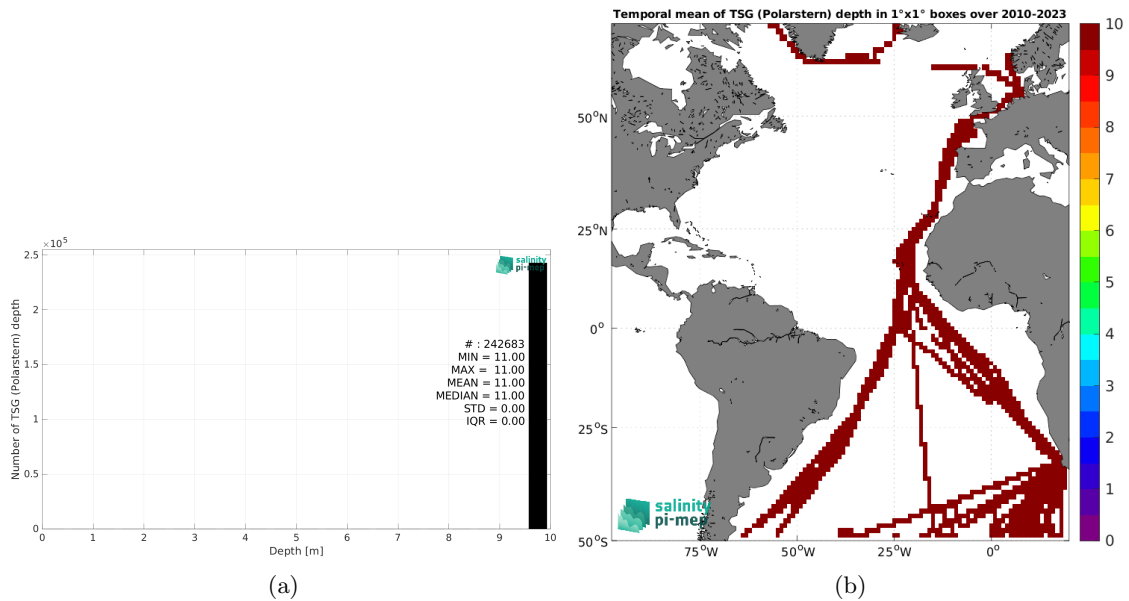 ×10⁵
2.5
2
1.5
1
0.5
0
0 1 2 3 4 5 6 7 8 9 10
Number of TSG (Polarstern) depth
Depth [m]
salinity
pi-mep
# : 242683
MIN = 11.00
MAX = 11.00
MEAN = 11.00
MEDIAN = 11.00
STD = 0.00
IQR = 0.00
(a)
Temporal mean of TSG (Polarstern) depth in 1°x1° boxes over 2010-2023
50°N
25°N
0°
25°S
50°S
75°W 50°W 25°W 0°
salinity
pi-mep
10
9
8
7
6
5
4
3
2
1
0
(b)